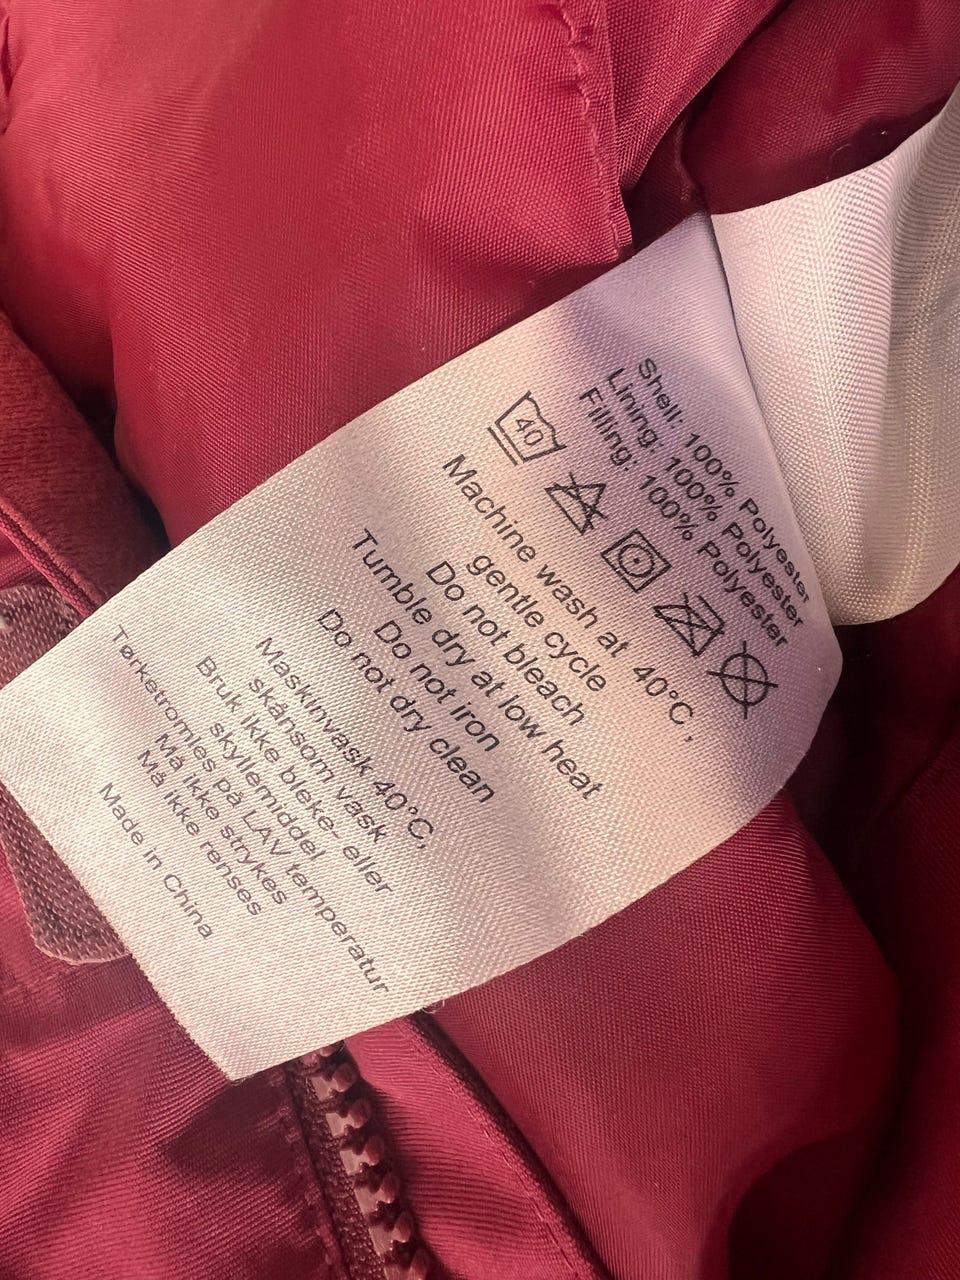 Shell: 100% Polyester
Lining: 100% Polyester
Filling: 100% Polyester
40
Machine wash at 40°C,
gentle cycle
Do not bleach
Tumble dry at low heat
Do not iron
Do not dry clean
Maskinvask 40°C,
skånsom vask
Bruk ikke bleke- eller
skyllemiddel
Tørketromles på LAV temperatur
Må ikke strykes
Må ikke renses
Made in China